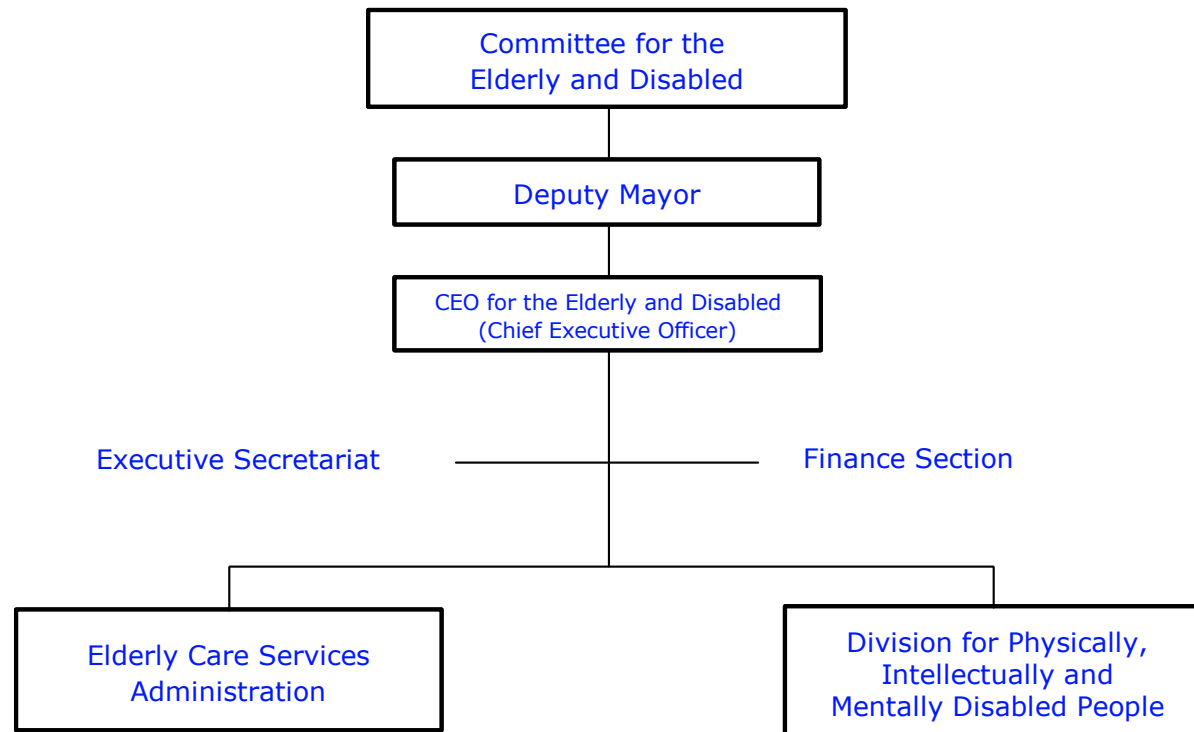 Committee for the
Elderly and Disabled
Deputy Mayor
CEO for the Elderly and Disabled
(Chief Executive Officer)
Executive Secretariat
Finance Section
Elderly Care Services
Administration
Division for Physically,
Intellectually and
Mentally Disabled People